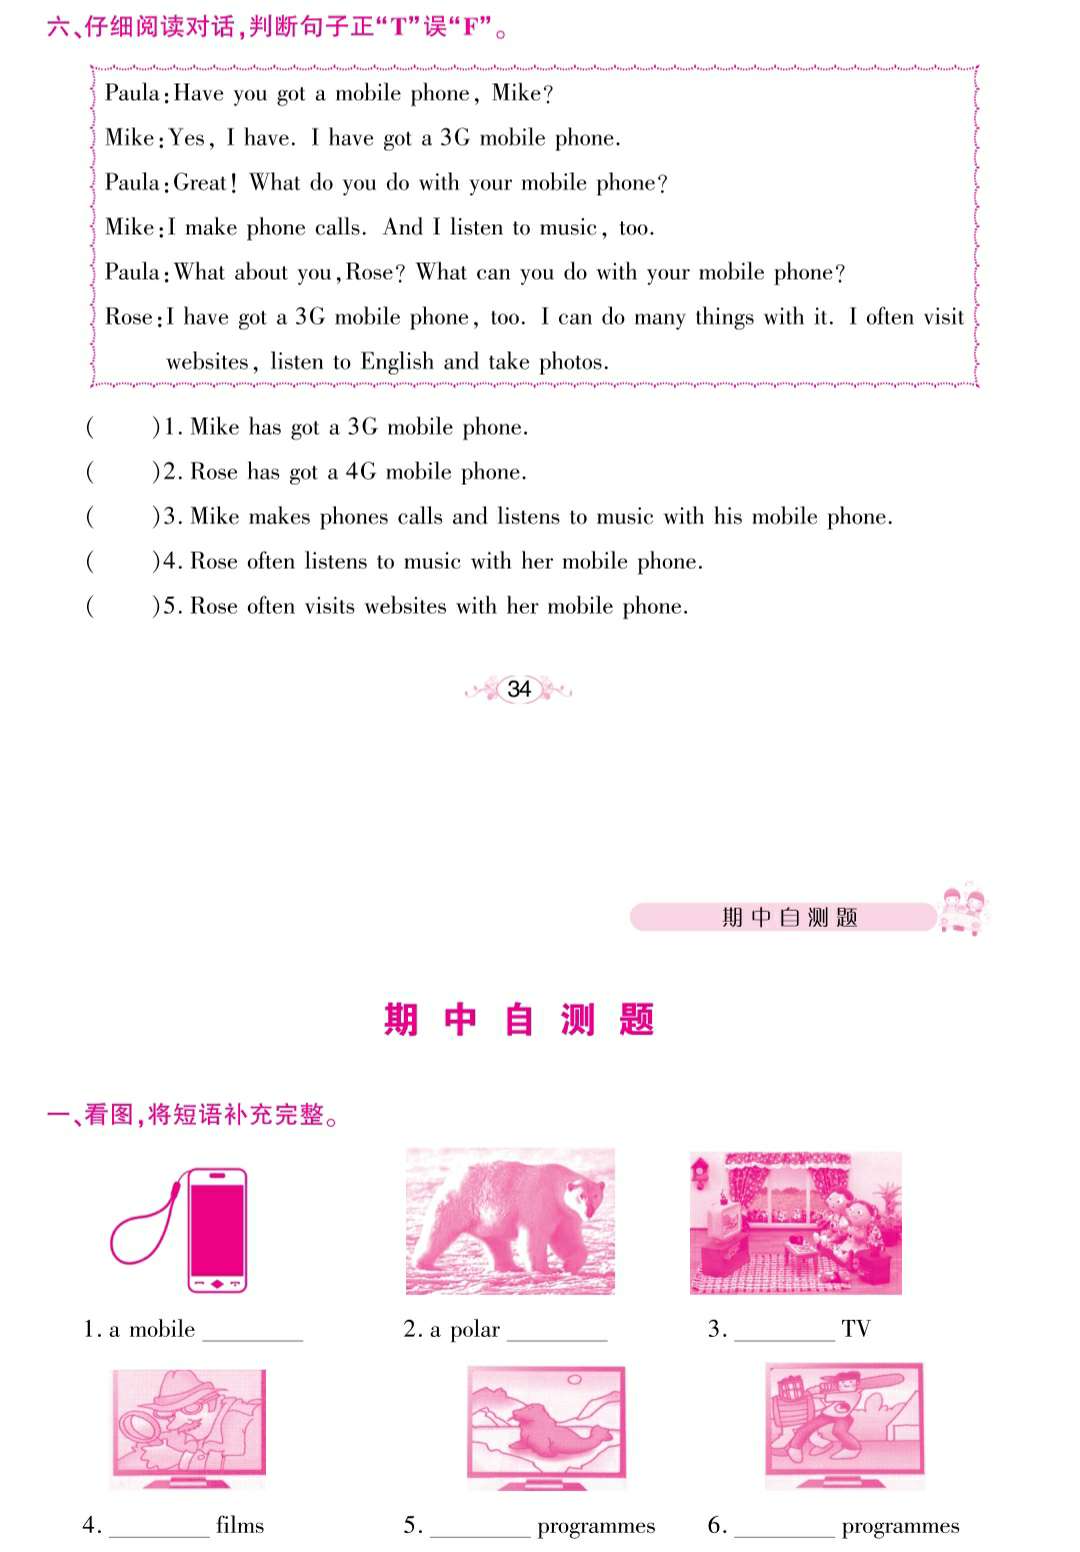 六、仔细阅读对话,判断句子正“T”误“F”。
Paula:Have you got a mobile phone, Mike?
Mike:Yes, I have. I have got a 3G mobile phone.
Paula:Great! What do you do with your mobile phone?
Mike:I make phone calls. And I listen to music, too.
Paula:What about you,Rose? What can you do with your mobile phone?
Rose:I have got a 3G mobile phone, too. I can do many things with it. I often visit
websites, listen to English and take photos.
(    )1. Mike has got a 3G mobile phone.
(    )2. Rose has got a 4G mobile phone.
(    )3. Mike makes phones calls and listens to music with his mobile phone.
(    )4. Rose often listens to music with her mobile phone.
(    )5. Rose often visits websites with her mobile phone.
34
期中自测题
期中自测题
一、看图,将短语补充完整。
1. a mobile ________ 2. a polar ________ 3. ________ TV
4. ________ films 5. ________ programmes 6. ________ programmes